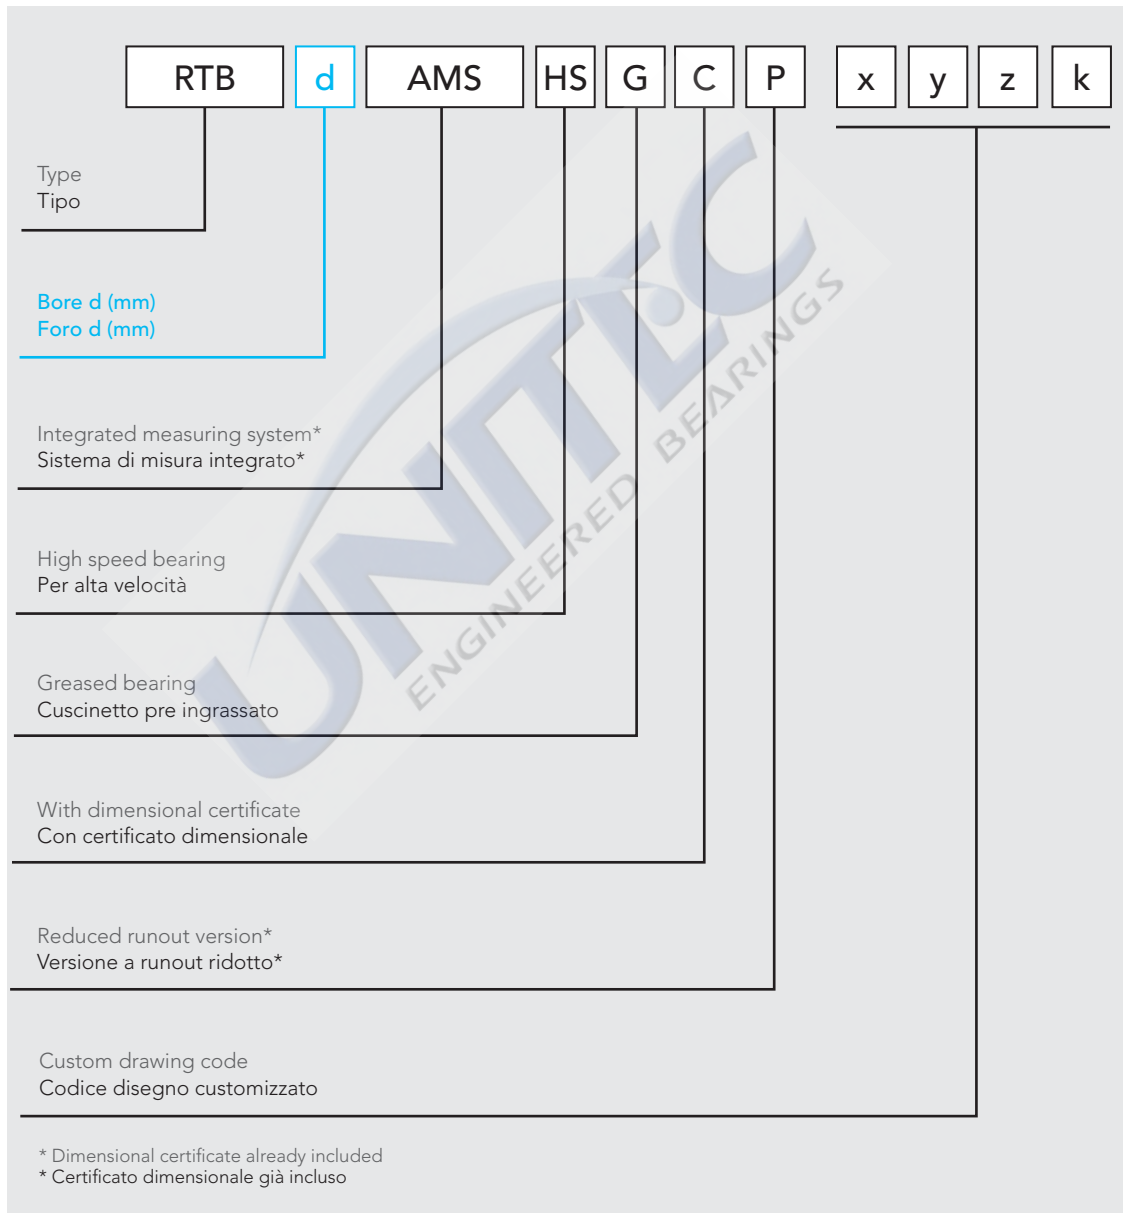 RTB d AMS HS G C P x y z k
Type
Tipo
Bore d (mm)
Foro d (mm)
Integrated measuring system*
Sistema di misura integrato*
High speed bearing
Per alta velocità
Greased bearing
Cuscinetto pre ingrassato
With dimensional certificate
Con certificato dimensionale
Reduced runout version*
Versione a runout ridotto*
Custom drawing code
Codice disegno customizzato
* Dimensional certificate already included
* Certificato dimensionale già incluso
UNITEC
ENGINEERED BEARINGS